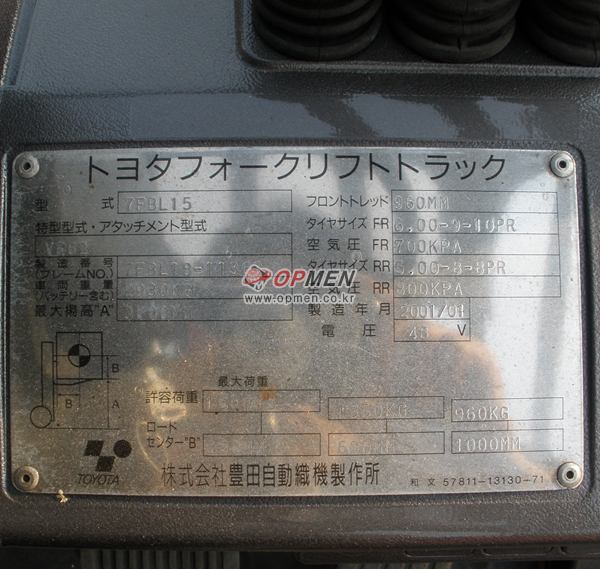 トヨタフォークリフトトラック
型 式 7FBL15
フロントトレッド 960MM
タイヤサイズ FR 6.00-9-10PR
特型型式・アタッチメント型式
空気圧 FR 700KPA
製造番号
(フレームNO.)
タイヤサイズ RR 5.00-8-8PR
車両重量
(バッテリー含む)
空気圧 RR 900KPA
最大揚高"A"
製造年月 2001/01
電圧 48 V
OPMEN
www.opmen.co.kr
B
B
A
最大荷重
許容荷重 960KG
ロード
センター"B" 1000MM
TOYOTA
株式会社豊田自動織機製作所
和文 57811-13130-71